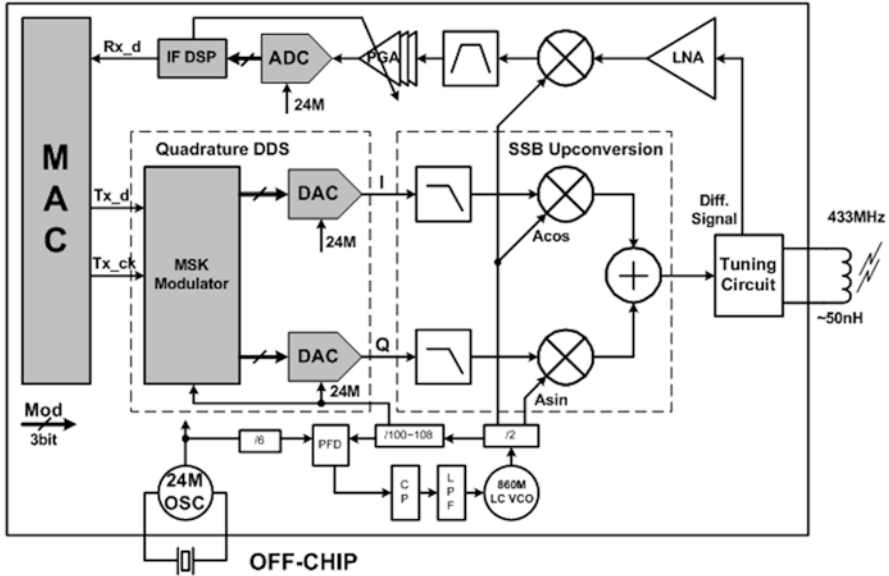 Rx_d
IF DSP
ADC
PGA
LNA
24M
M
A
C
Quadrature DDS
SSB Upconversion
DAC
I
Tx_d
24M
Acos
Diff.
Signal
433MHz
Tx_ck
MSK
Modulator
Tuning
Circuit
~50nH
DAC
Q
24M
Asin
Mod
3bit
/6
PFD
/100~108
/2
24M
OSC
C
P
L
P
F
860M
LC VCO
OFF-CHIP